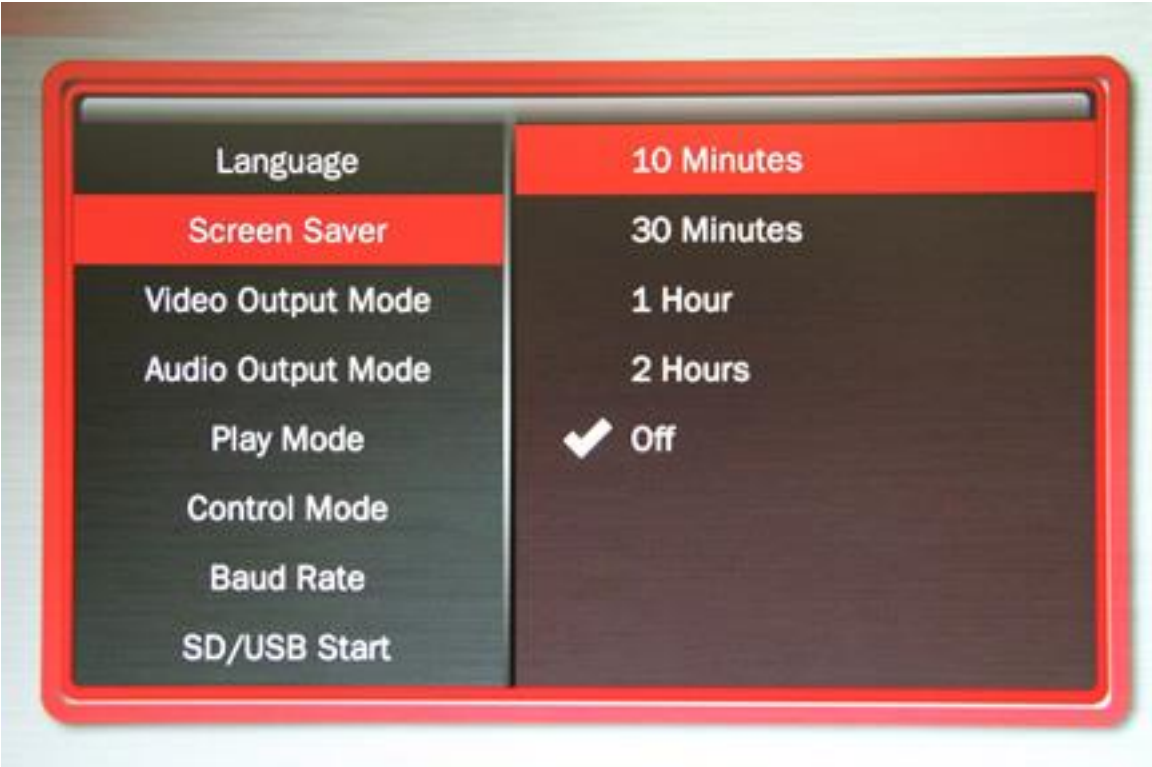 Language
Screen Saver
Video Output Mode
Audio Output Mode
Play Mode
Control Mode
Baud Rate
SD/USB Start
10 Minutes
30 Minutes
1 Hour
2 Hours
Off